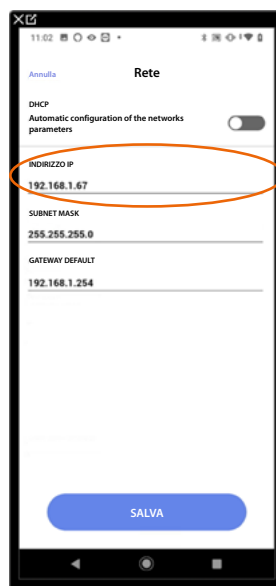 11:02
Annulla
Rete
DHCP
Automatic configuration of the networks
parameters
INDIRIZZO IP
192.168.1.67
SUBNET MASK
255.255.255.0
GATEWAY DEFAULT
192.168.1.254
SALVA